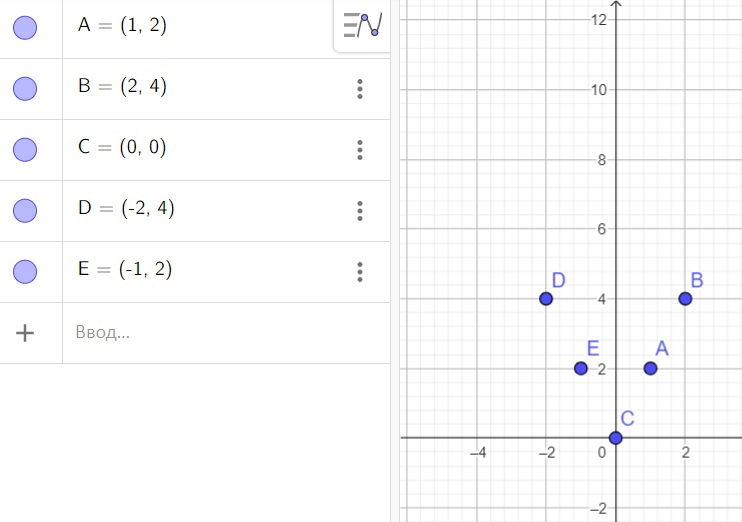 A = (1, 2)
B = (2, 4)
C = (0, 0)
D = (-2, 4)
E = (-1, 2)
Ввод...
12
10
8
6
D
B
4
E
A
2
C
–4
–2
0
2
–2